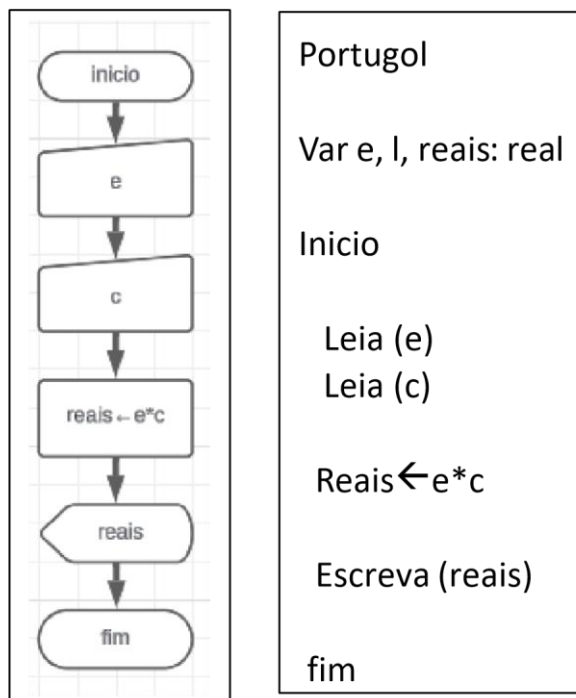 inicio
e
c
reais←e*c
reais
fim
Portugol
Var e, l, reais: real
Inicio
Leia (e)
Leia (c)
Reais←e*c
Escreva (reais)
fim